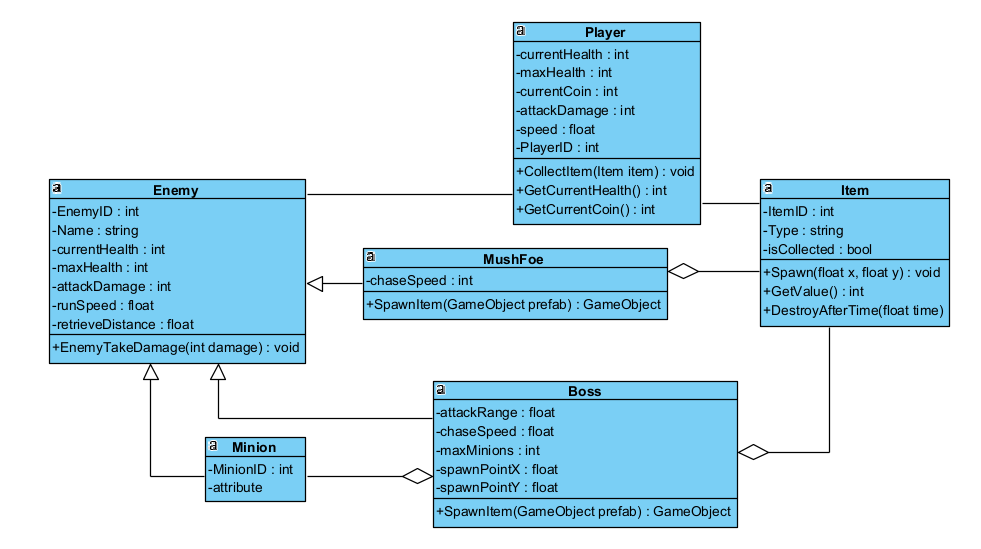 a
Player
-currentHealth : int
-maxHealth : int
-currentCoin : int
-attackDamage : int
-speed : float
-PlayerID : int
+CollectItem(Item item) : void
+GetCurrentHealth() : int
+GetCurrentCoin() : int
a
Enemy
-EnemyID : int
-Name : string
-currentHealth : int
-maxHealth : int
-attackDamage : int
-runSpeed : float
-retrieveDistance : float
+EnemyTakeDamage(int damage) : void
a
Item
-ItemID : int
-Type : string
-isCollected : bool
+Spawn(float x, float y) : void
+GetValue() : int
+DestroyAfterTime(float time)
a
MushFoe
-chaseSpeed : int
+SpawnItem(GameObject prefab) : GameObject
a
Boss
-attackRange : float
-chaseSpeed : float
-maxMinions : int
-spawnPointX : float
-spawnPointY : float
+SpawnItem(GameObject prefab) : GameObject
a
Minion
-MinionID : int
-attribute